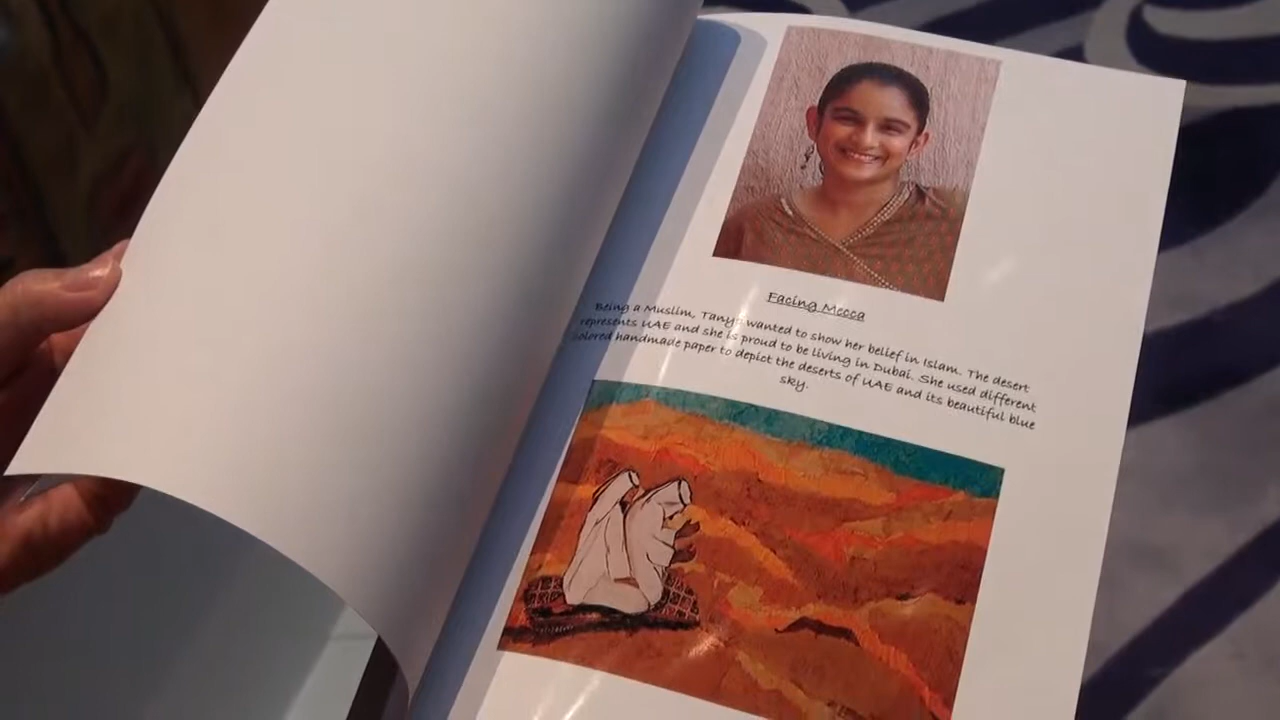 Facing Mecca
Being a Muslim, Tanya wanted to show her belief in Islam. The desert
represents UAE and she is proud to be living in Dubai. She used different
colored handmade paper to depict the deserts of UAE and its beautiful blue
sky.